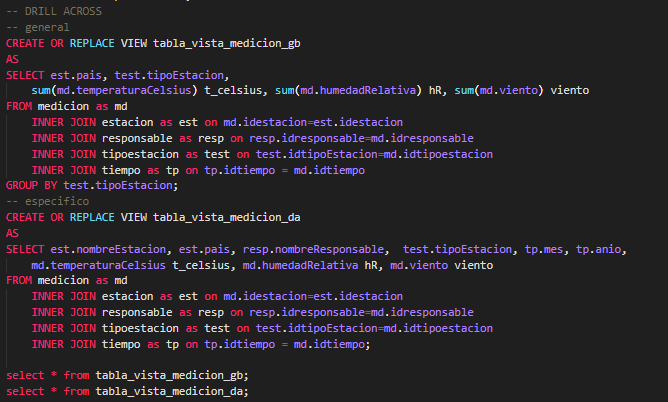 -- DRILL ACROSS
-- general
CREATE OR REPLACE VIEW tabla_vista_medicion_gb
AS
SELECT est.pais, test.tipoEstacion,
    sum(md.temperaturaCelsius) t_celsius, sum(md.humedadRelativa) hR, sum(md.viento) viento
FROM medicion as md
    INNER JOIN estacion as est on md.idestacion=est.idestacion
    INNER JOIN responsable as resp on resp.idresponsable=md.idresponsable
    INNER JOIN tipoestacion as test on test.idtipoEstacion=md.idtipoestacion
    INNER JOIN tiempo as tp on tp.idtiempo = md.idtiempo
GROUP BY test.tipoEstacion;
-- especifico
CREATE OR REPLACE VIEW tabla_vista_medicion_da
AS
SELECT est.nombreEstacion, est.pais, resp.nombreResponsable,  test.tipoEstacion, tp.mes, tp.anio,
    md.temperaturaCelsius t_celsius, md.humedadRelativa hR, md.viento viento
FROM medicion as md
    INNER JOIN estacion as est on md.idestacion=est.idestacion
    INNER JOIN responsable as resp on resp.idresponsable=md.idresponsable
    INNER JOIN tipoestacion as test on test.idtipoEstacion=md.idtipoestacion
    INNER JOIN tiempo as tp on tp.idtiempo = md.idtiempo;

select * from tabla_vista_medicion_gb;
select * from tabla_vista_medicion_da;